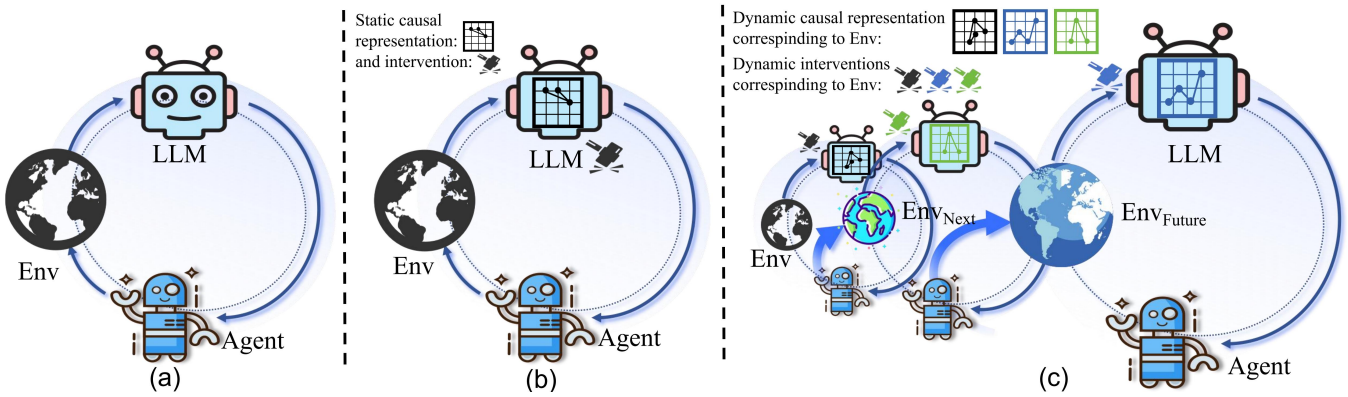 LLM
Env
Agent
(a)
Static causal
representation:
and intervention:
LLM
Env
Agent
(b)
Dynamic causal representation
correspinding to Env:
Dynamic interventions
correspinding to Env:
LLM
Env
EnvNext
EnvFuture
Agent
(c)